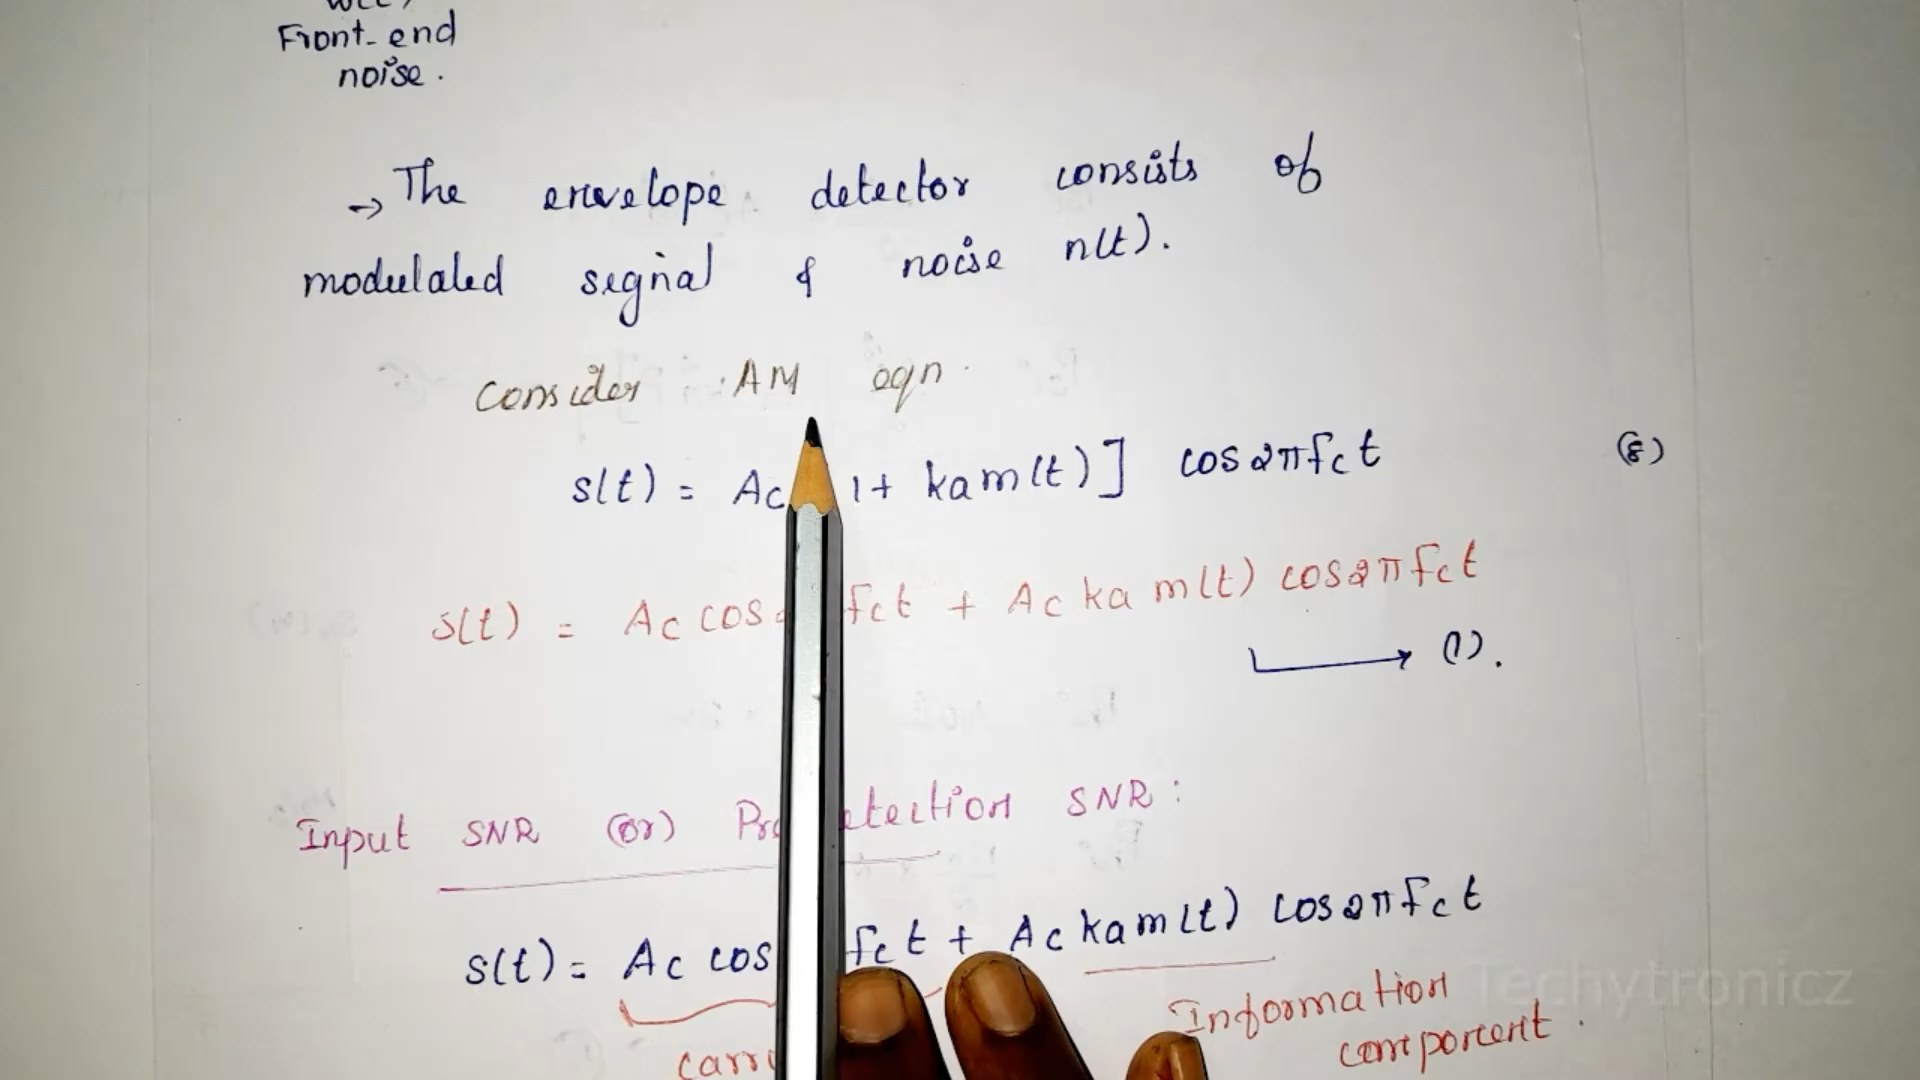 Front-end
noise.
→ The envelope detector consists of
modulated signal & noise n(t).
Consider AM eqn.
s(t) = Ac 1+ kam(t)] cos2πfct
(8)
s(t) = Ac cos fct + Ac ka m(t) cos2πfct
(1).
Input SNR (or) SNR:
s(t) = Ac cos fct + Ac kam(t) cos2πfct
Information
component.
Techytronicz